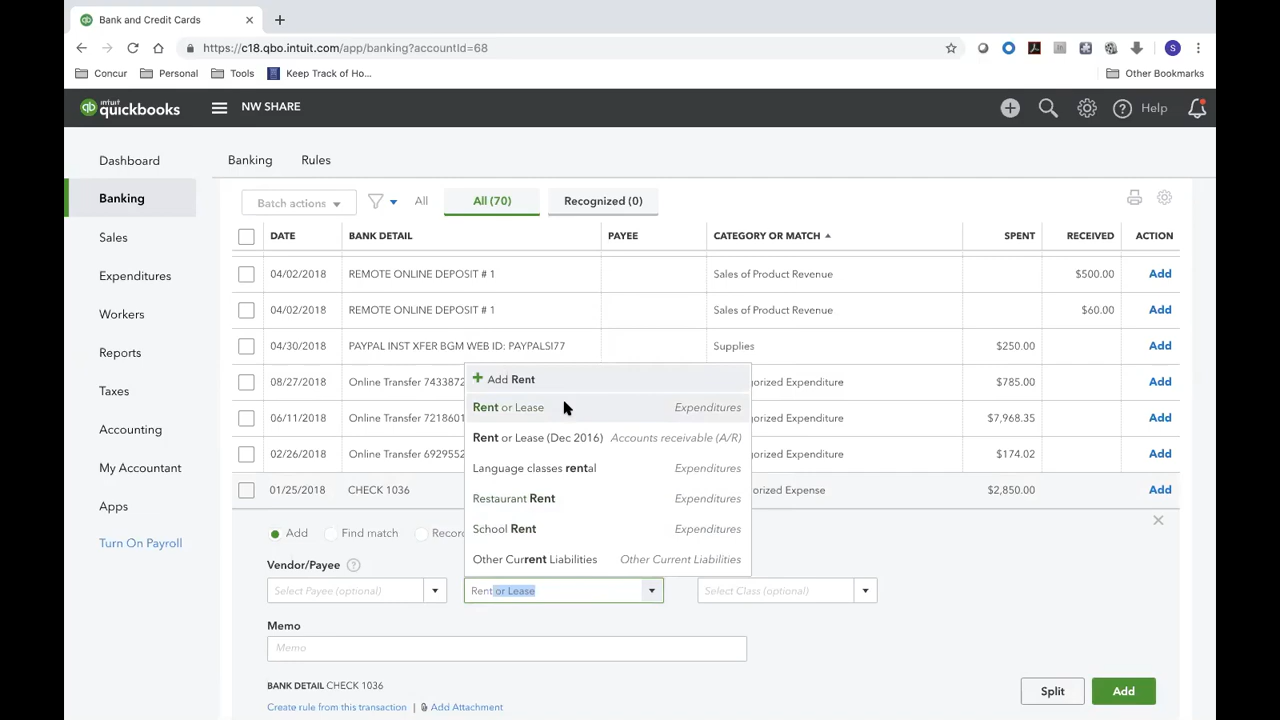 Bank and Credit Cards
https://c18.qbo.intuit.com/app/banking?accountId=68
Concur Personal Tools Keep Track of Ho... Other Bookmarks
intuit quickbooks NW SHARE Help
Dashboard
Banking
Sales
Expenditures
Workers
Reports
Taxes
Accounting
My Accountant
Apps
Turn On Payroll
Banking Rules
Batch actions All All (70) Recognized (0)
DATE BANK DETAIL PAYEE CATEGORY OR MATCH SPENT RECEIVED ACTION
04/02/2018 REMOTE ONLINE DEPOSIT # 1 Sales of Product Revenue $500.00 Add
04/02/2018 REMOTE ONLINE DEPOSIT # 1 Sales of Product Revenue $60.00 Add
04/30/2018 PAYPAL INST XFER BGM WEB ID: PAYPALSI77 Supplies $250.00 Add
08/27/2018 Online Transfer 7433872 orized Expenditure $785.00 Add
06/11/2018 Online Transfer 7218601 orized Expenditure $7,968.35 Add
02/26/2018 Online Transfer 6929552 orized Expenditure $174.02 Add
01/25/2018 CHECK 1036 orized Expense $2,850.00 Add
Add Rent
Rent or Lease Expenditures
Rent or Lease (Dec 2016) Accounts receivable (A/R)
Language classes rental Expenditures
Restaurant Rent Expenditures
School Rent Expenditures
Other Current Liabilities Other Current Liabilities
Add Find match Record
Vendor/Payee
Select Payee (optional) Rent or Lease Select Class (optional)
Memo
Memo
BANK DETAIL CHECK 1036
Create rule from this transaction | Add Attachment
Split Add